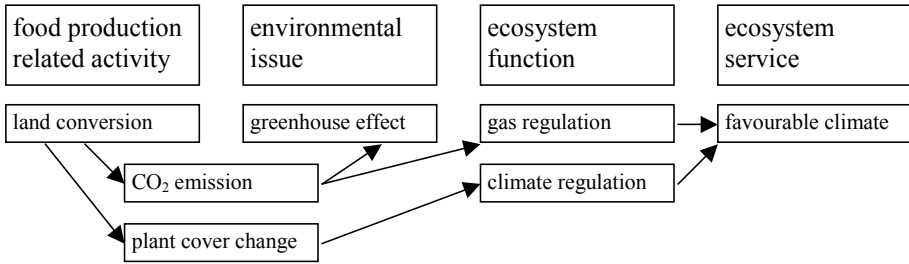 food production
related activity
environmental
issue
ecosystem
function
ecosystem
service
land conversion
greenhouse effect
gas regulation
favourable climate
CO₂ emission
climate regulation
plant cover change